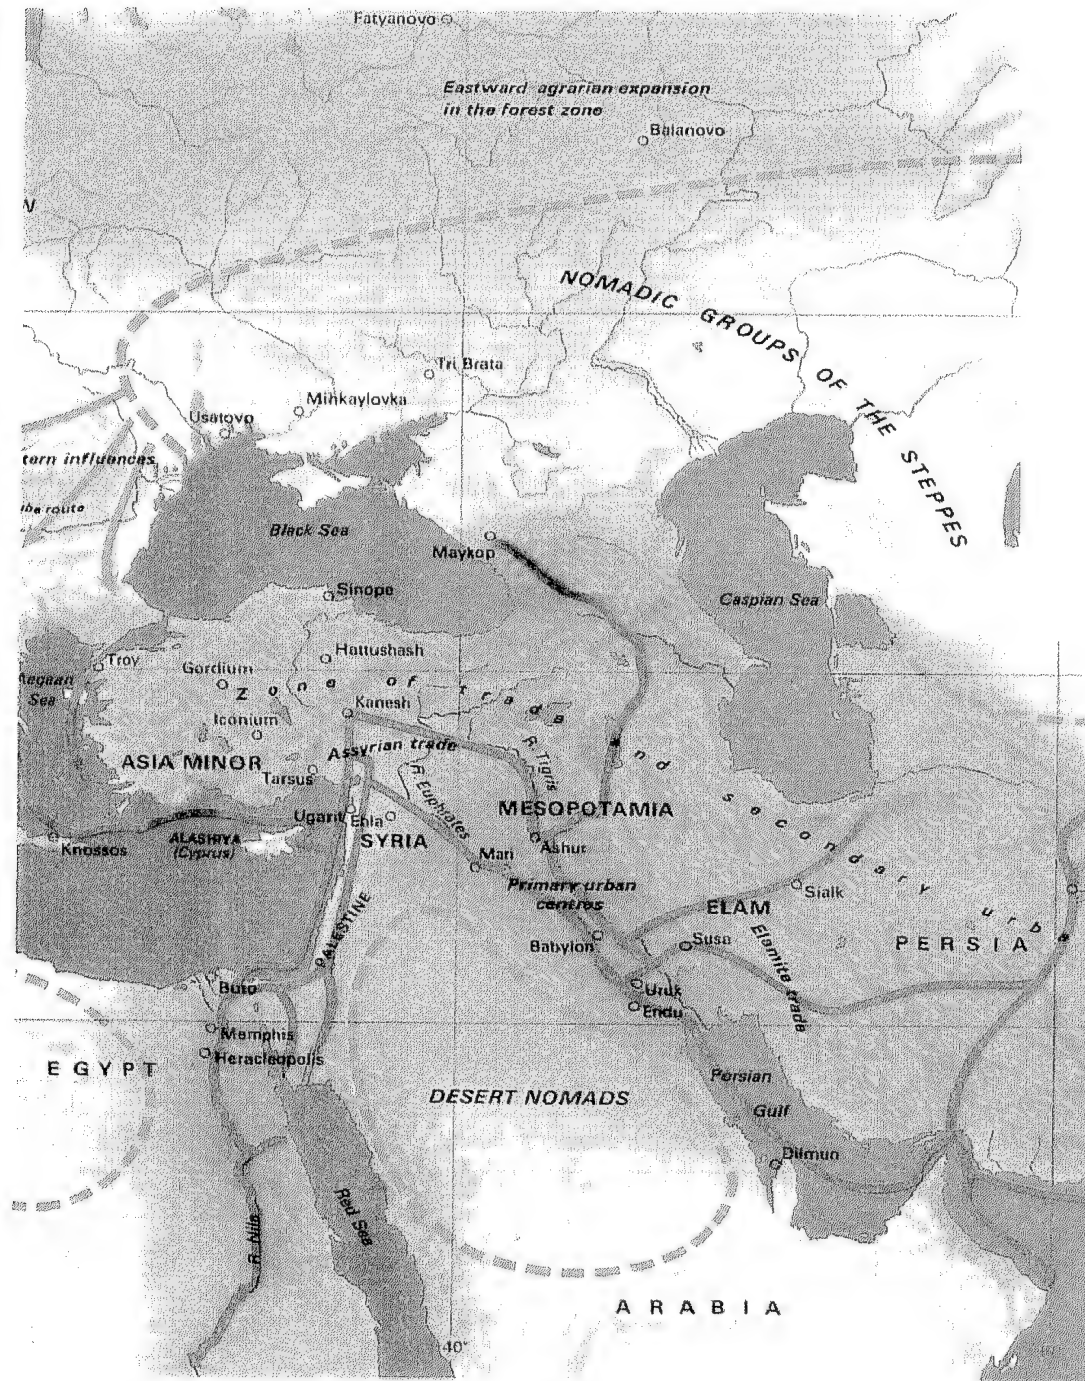 Fatyanovo
Eastward agrarian expansion
in the forest zone
Balanovo
N
NOMADIC GROUPS OF THE STEPPES
Tri Brata
Mihkaylovka
Usatovo
tern influences
ube route
Black Sea
Maykop
Caspian Sea
Sinope
Troy
Hattushash
Aegean
Sea
Gordium
Zone of trade and secondary urba
Kanesh
Iconium
ASIA MINOR
Assyrian trade
R. Tigris
Tarsus
R. Euphrates
MESOPOTAMIA
Ugarit
Ebla
SYRIA
Knossos
ALASHIYA
(Cyprus)
Ashur
Mari
Primary urban
centres
Sialk
ELAM
PALESTINE
Babylon
Susa
Elamite trade
PERSIA
Buto
Uruk
Eridu
Memphis
Heracleopolis
EGYPT
Persian
Gulf
DESERT NOMADS
Dilmun
Red Sea
R. Nile
ARABIA
40°